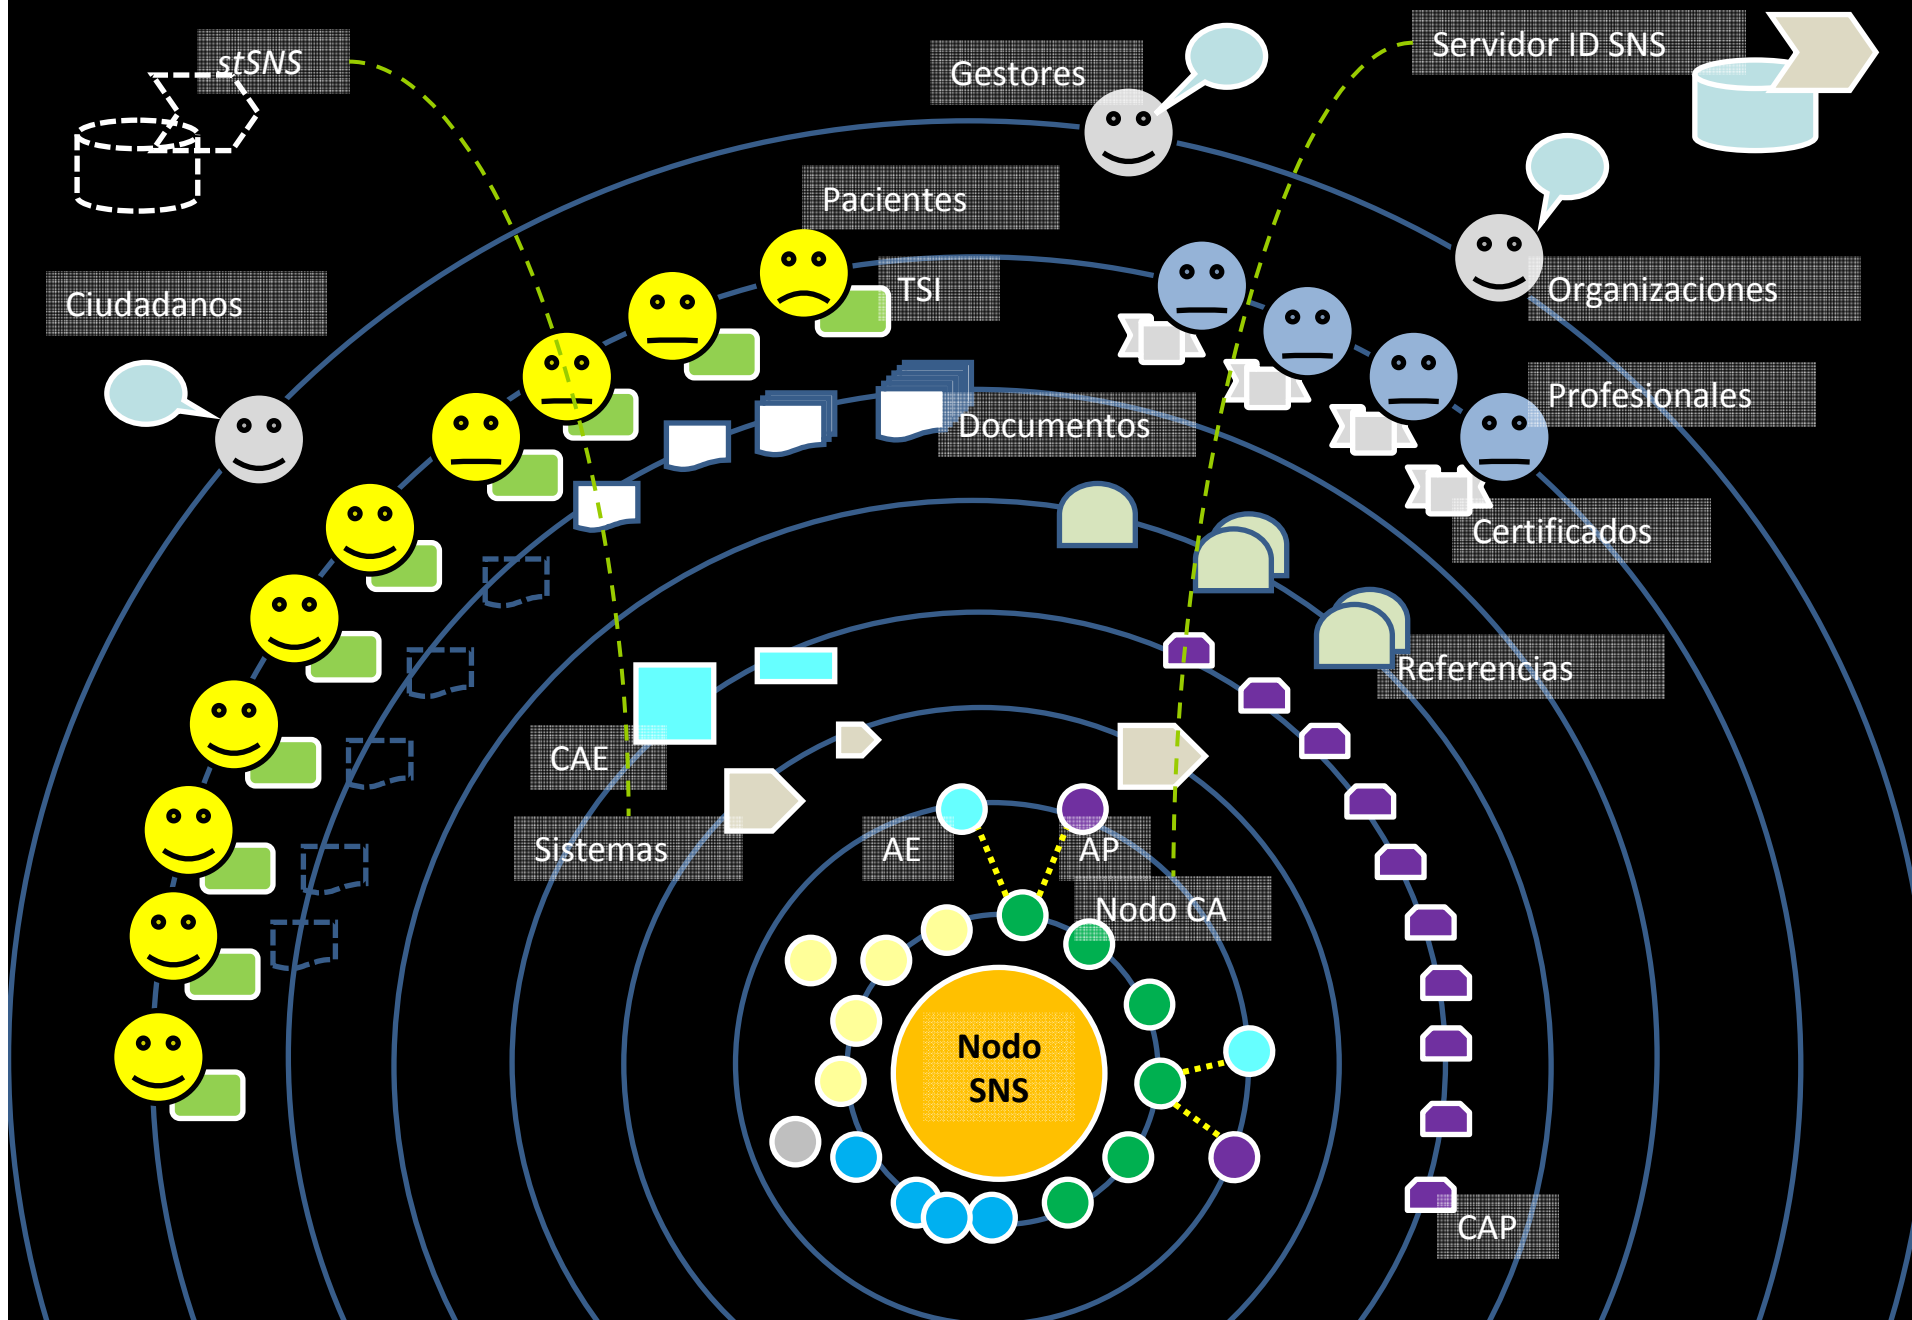 stSNS
Gestores
Servidor ID SNS
Pacientes
Ciudadanos
TSI
Organizaciones
Profesionales
Documentos
Certificados
Referencias
CAE
Sistemas
AE
AP
Nodo CA
Nodo
SNS
CAP